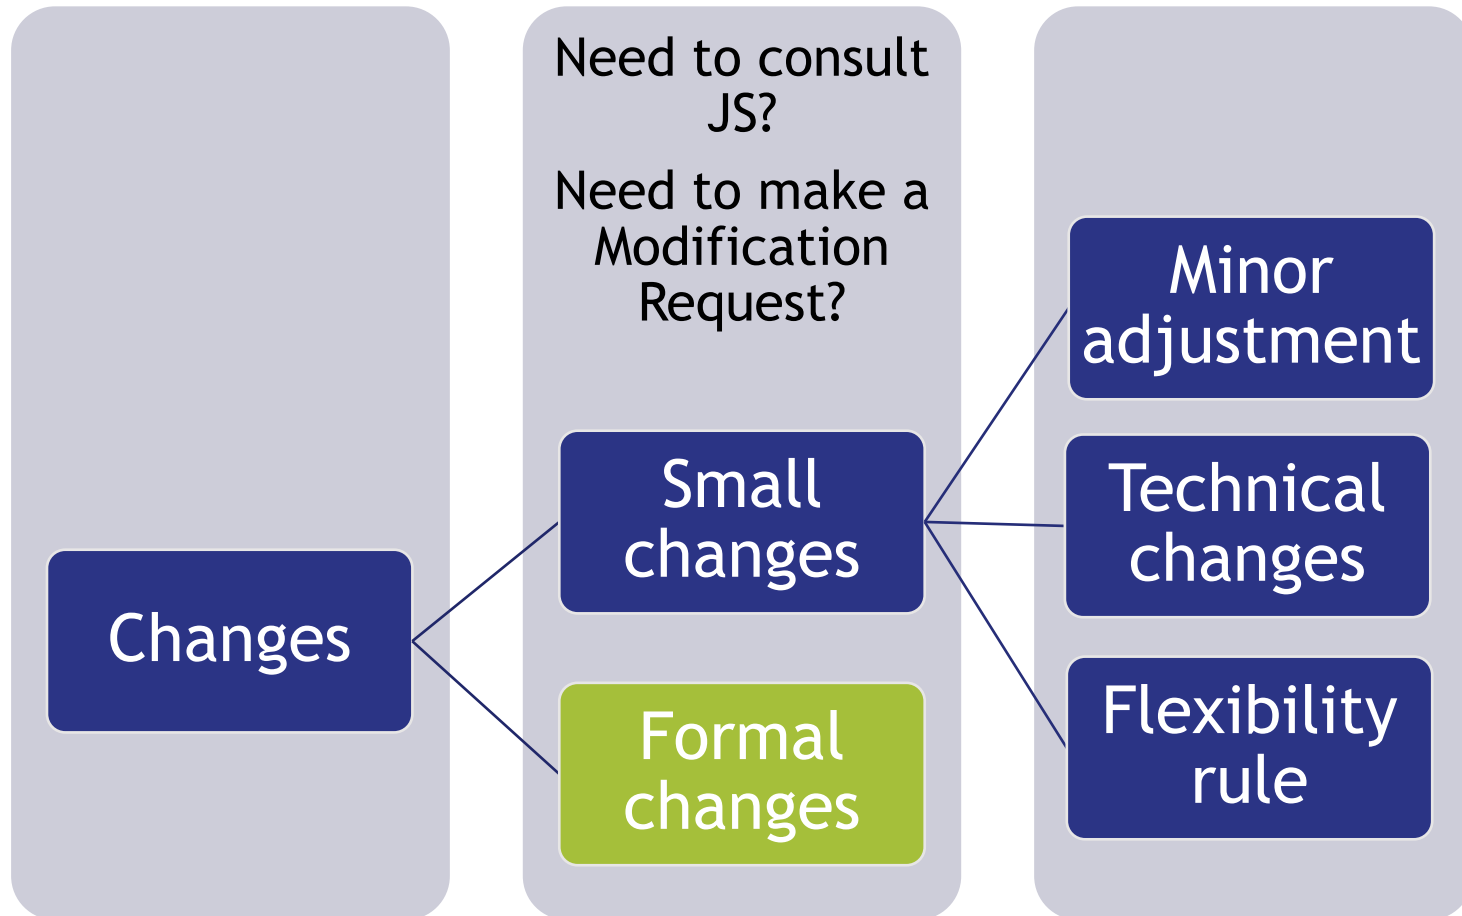 Need to consult
JS?
Need to make a
Modification
Request?
Changes
Small
changes
Formal
changes
Minor
adjustment
Technical
changes
Flexibility
rule